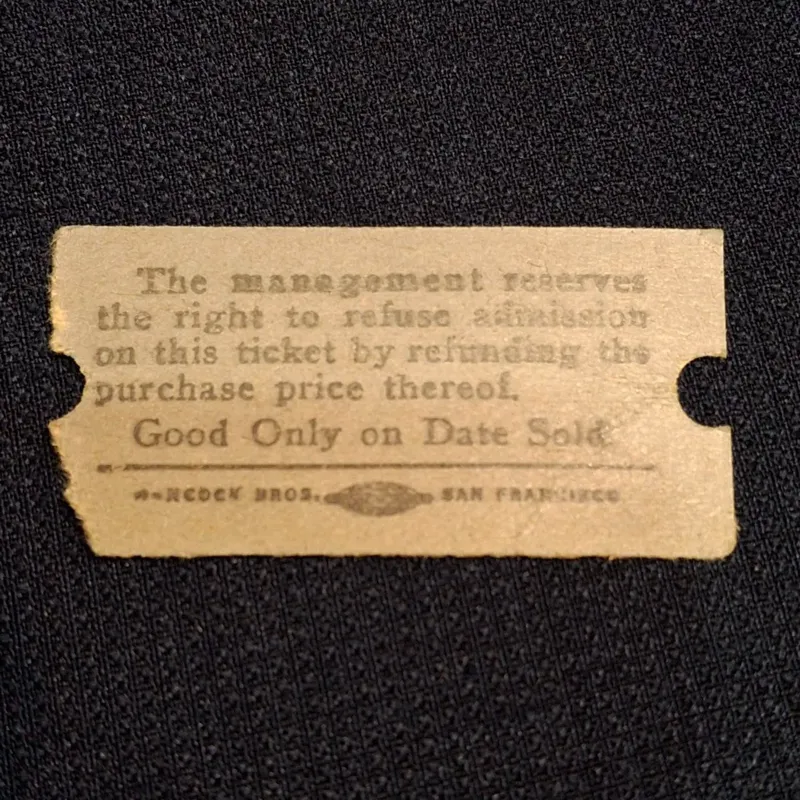 The management reserves
the right to refuse admission
on this ticket by refunding the
purchase price thereof.
Good Only on Date Sold
BROS. SAN FRANCISCO